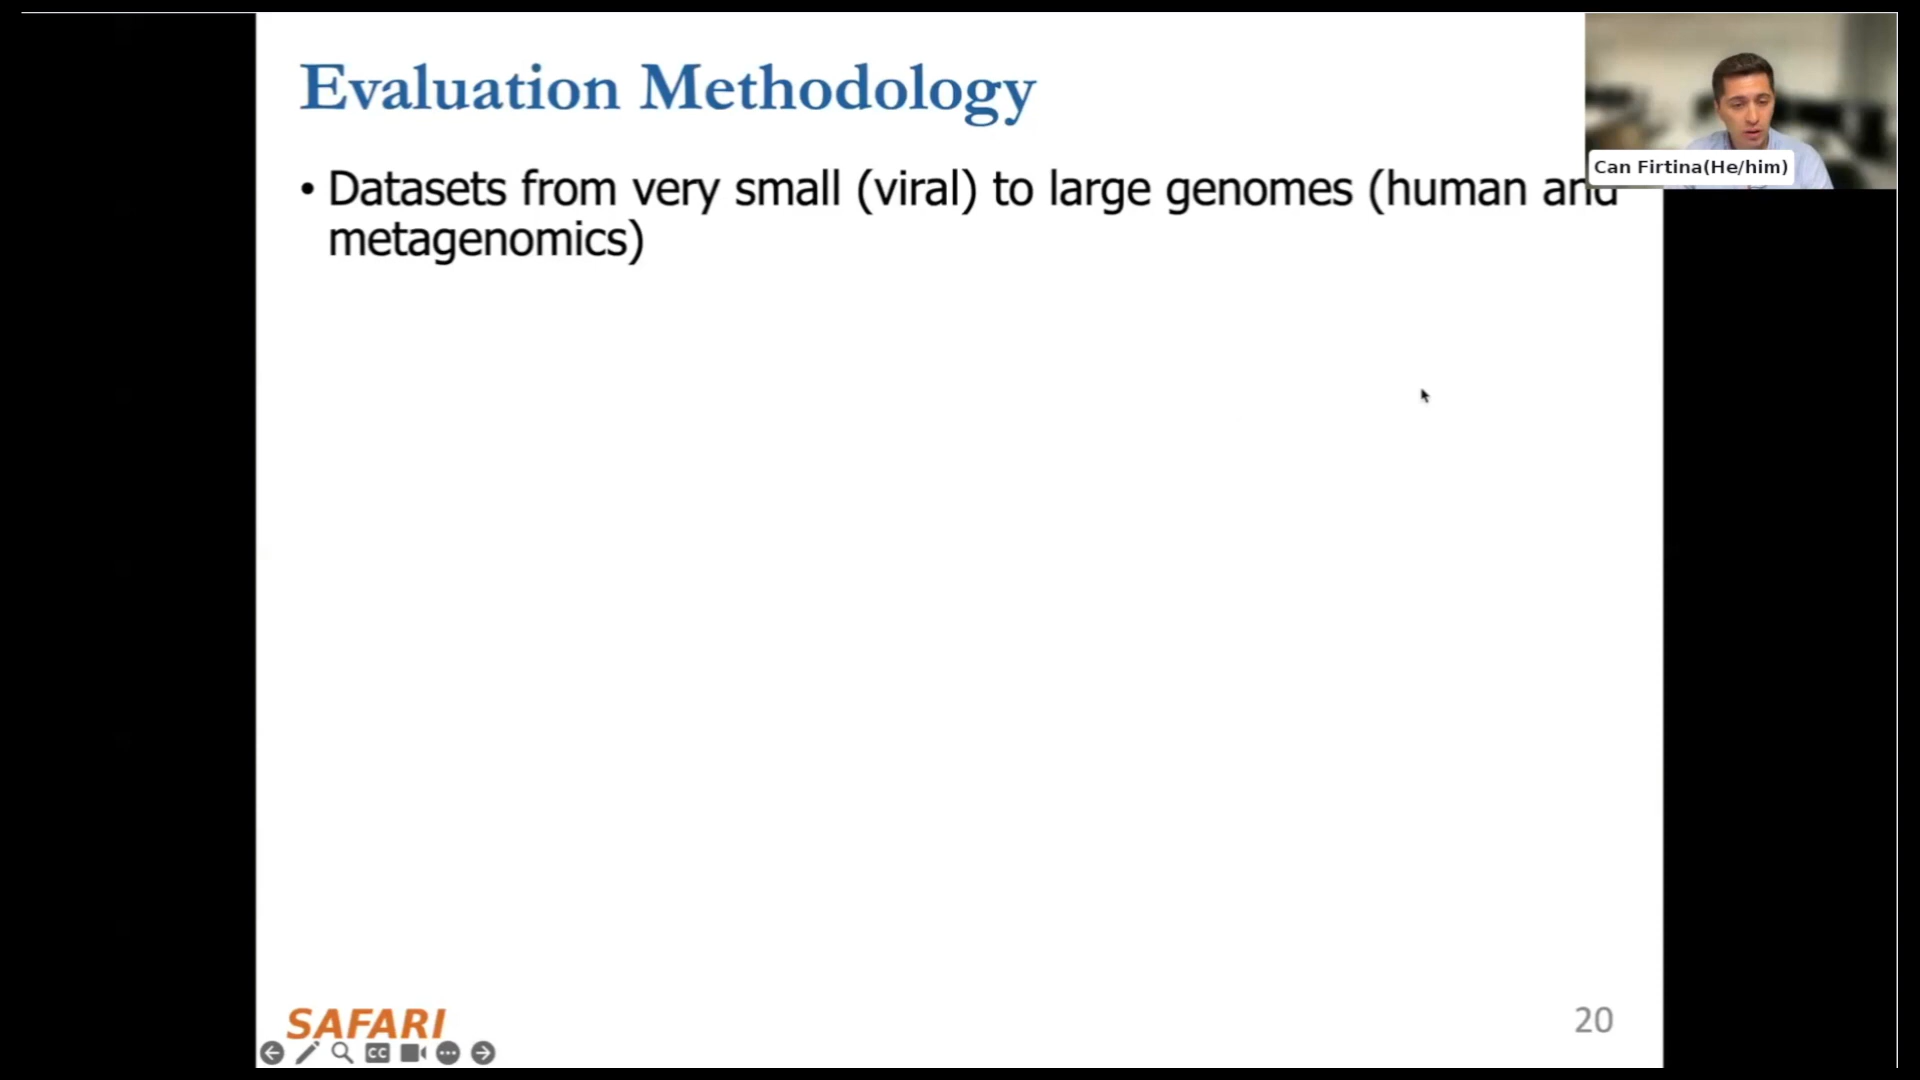 Evaluation Methodology
Can Firtina(He/him)
• Datasets from very small (viral) to large genomes (human and
metagenomics)
SAFARI
20
CC